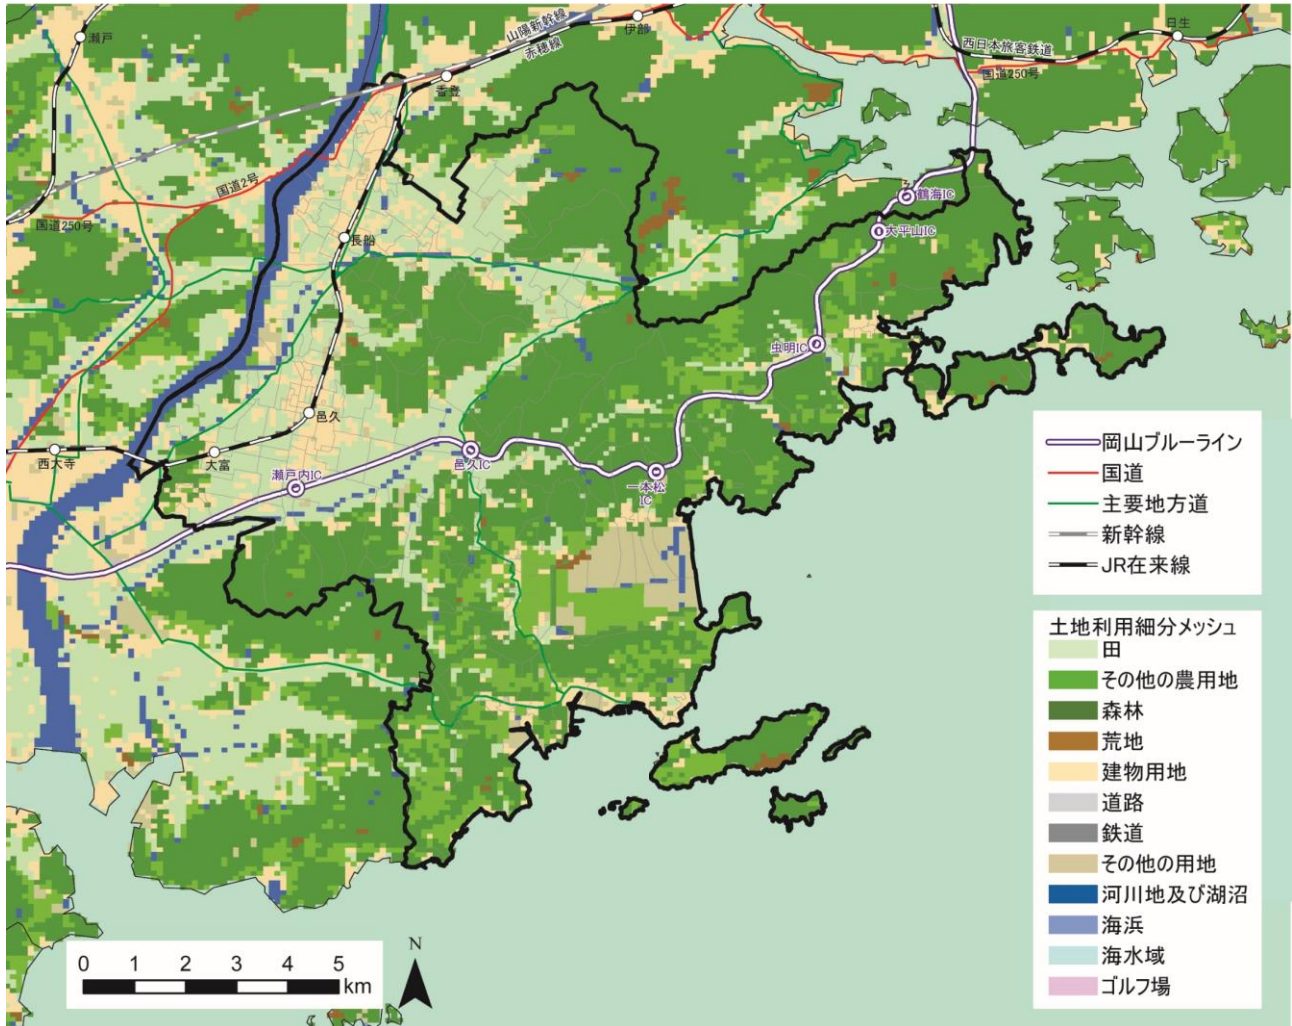 瀬戸
山陽新幹線
赤穂線
伊部
日生
西日本旅客鉄道
国道250号
香登
国道2号
国道250号
長船
鶴海IC
大平山IC
虫明IC
邑久
西大寺
大富
瀬戸内IC
邑久IC
一本松
IC
岡山ブルーライン
国道
主要地方道
新幹線
JR在来線
土地利用細分メッシュ
田
その他の農用地
森林
荒地
建物用地
道路
鉄道
その他の用地
河川地及び湖沼
海浜
海水域
ゴルフ場
0 1 2 3 4 5
km
N